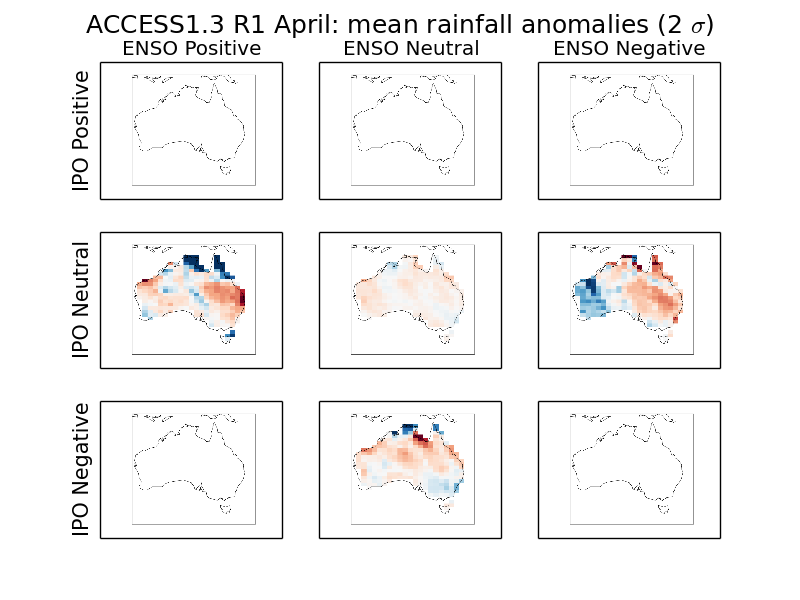 ACCESS1.3 R1 April: mean rainfall anomalies (2 σ)
ENSO Positive ENSO Neutral ENSO Negative
IPO Positive
IPO Neutral
IPO Negative